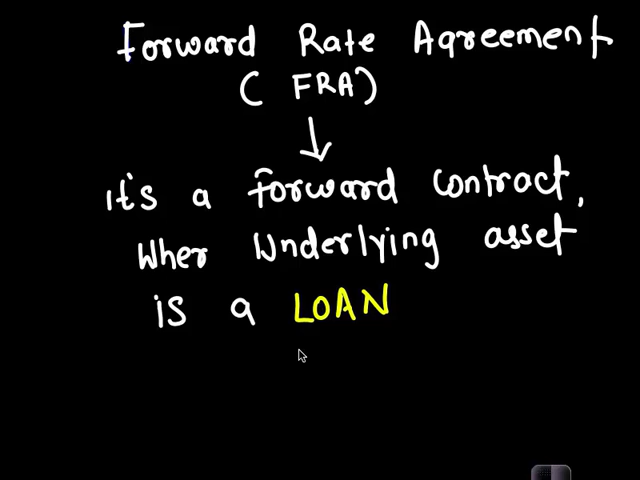 Forward Rate Agreement
( FRA)
it's a forward contract,
Wher Underlying asset
is a LOAN